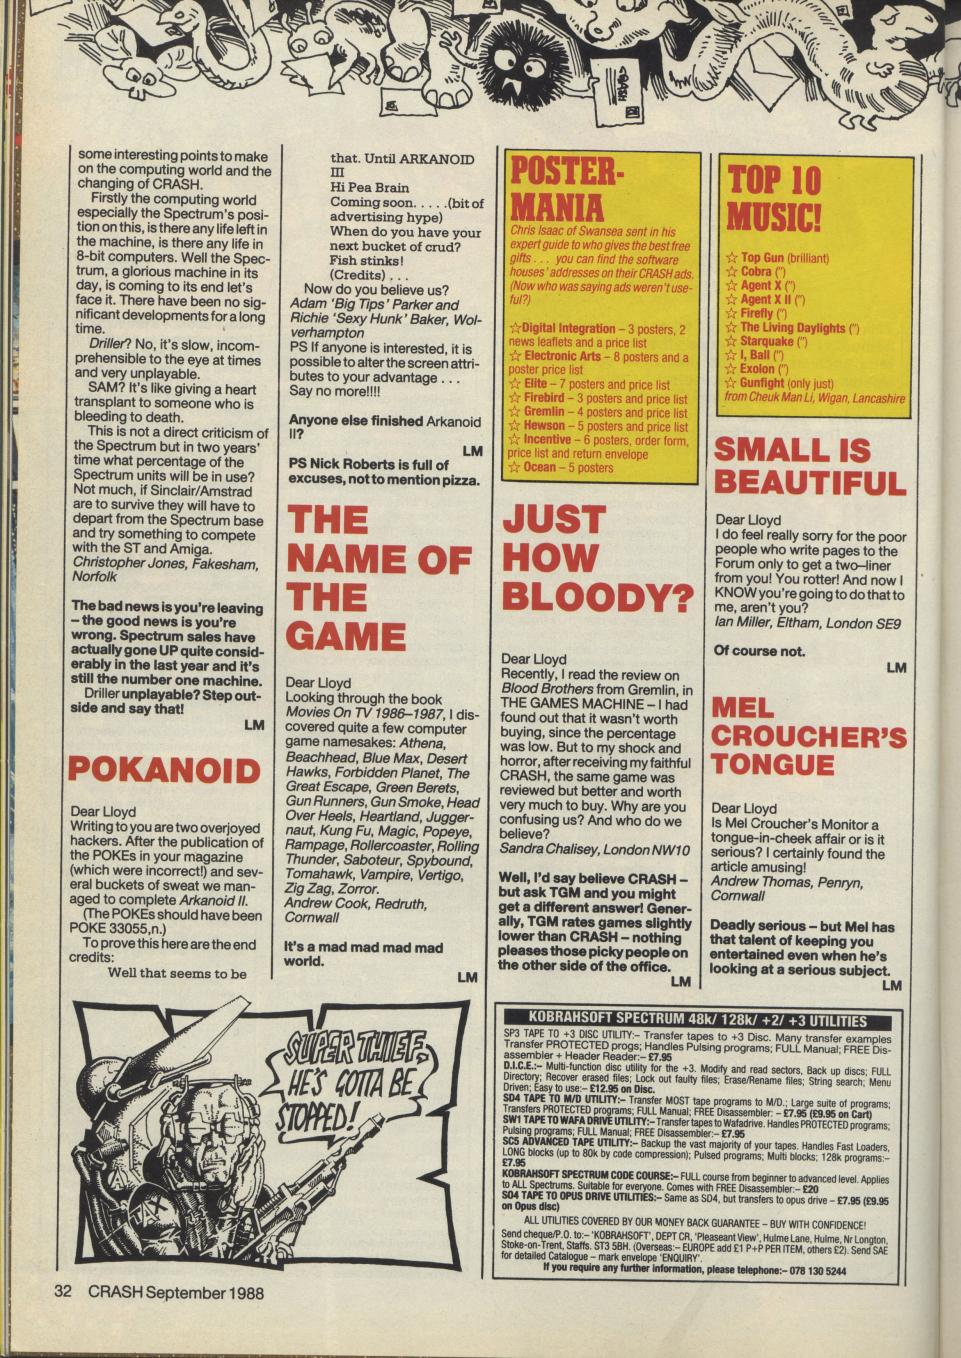 CRASH
some interesting points to make
on the computing world and the
changing of CRASH.
Firstly the computing world
especially the Spectrum's posi-
tion on this, is there any life left in
the machine, is there any life in
8-bit computers. Well the Spec-
trum, a glorious machine in its
day, is coming to its end let's
face it. There have been no sig-
nificant developments for a long
time.
Driller? No, it's slow, incom-
prehensible to the eye at times
and very unplayable.
SAM? It's like giving a heart
transplant to someone who is
bleeding to death.
This is not a direct criticism of
the Spectrum but in two years'
time what percentage of the
Spectrum units will be in use?
Not much, if Sinclair/Amstrad
are to survive they will have to
depart from the Spectrum base
and try something to compete
with the ST and Amiga.
Christopher Jones, Fakesham,
Norfolk
The bad news is you're leaving
– the good news is you're
wrong. Spectrum sales have
actually gone UP quite consid-
erably in the last year and it's
still the number one machine.
Driller unplayable? Step out-
side and say that!
LM
POKANOID
Dear Lloyd
Writing to you are two overjoyed
hackers. After the publication of
the POKEs in your magazine
(which were incorrect!) and sev-
eral buckets of sweat we man-
aged to complete Arkanoid II.
(The POKEs should have been
POKE 33055,n.)
To prove this here are the end
credits:
Well that seems to be
that. Until ARKANOID
III
Hi Pea Brain
Coming soon. . . . .(bit of
advertising hype)
When do you have your
next bucket of crud?
Fish stinks!
(Credits) . . .
Now do you believe us?
Adam 'Big Tips' Parker and
Richie 'Sexy Hunk' Baker, Wol-
verhampton
PS If anyone is interested, it is
possible to alter the screen attri-
butes to your advantage . . .
Say no more!!!!
Anyone else finished Arkanoid
II?
LM
PS Nick Roberts is full of
excuses, not to mention pizza.
THE
NAME OF
THE
GAME
Dear Lloyd
Looking through the book
Movies On TV 1986–1987, I dis-
covered quite a few computer
game namesakes: Athena,
Beachhead, Blue Max, Desert
Hawks, Forbidden Planet, The
Great Escape, Green Berets,
Gun Runners, Gun Smoke, Head
Over Heels, Heartland, Jugger-
naut, Kung Fu, Magic, Popeye,
Rampage, Rollercoaster, Rolling
Thunder, Saboteur, Spybound,
Tomahawk, Vampire, Vertigo,
Zig Zag, Zorror.
Andrew Cook, Redruth,
Cornwall
It's a mad mad mad mad
world.
LM
SUPER THIEF,
HE'S GOTTA BE
STOPPED!
TAX
POSTER-
MANIA
Chris Isaac of Swansea sent in his
expert guide to who gives the best free
gifts . . . you can find the software
houses' addresses on their CRASH ads.
(Now who was saying ads weren't use-
ful?)
☆Digital Integration – 3 posters, 2
news leaflets and a price list
☆ Electronic Arts – 8 posters and a
poster price list
☆ Elite – 7 posters and price list
☆ Firebird – 3 posters and price list
☆ Gremlin – 4 posters and price list
☆ Hewson – 5 posters and price list
☆ Incentive – 6 posters, order form,
price list and return envelope
☆ Ocean – 5 posters
JUST
HOW
BLOODY?
Dear Lloyd
Recently, I read the review on
Blood Brothers from Gremlin, in
THE GAMES MACHINE – I had
found out that it wasn't worth
buying, since the percentage
was low. But to my shock and
horror, after receiving my faithful
CRASH, the same game was
reviewed but better and worth
very much to buy. Why are you
confusing us? And who do we
believe?
Sandra Chalisey, London NW10
Well, I'd say believe CRASH –
but ask TGM and you might
get a different answer! Gener-
ally, TGM rates games slightly
lower than CRASH – nothing
pleases those picky people on
the other side of the office.
LM
TOP 10
MUSIC!
☆ Top Gun (brilliant)
☆ Cobra (")
☆ Agent X (")
☆ Agent X II (")
☆ Firefly (")
☆ The Living Daylights (")
☆ Starquake (")
☆ I, Ball (")
☆ Exolon (")
☆ Gunfight (only just)
from Cheuk Man Li, Wigan, Lancashire
SMALL IS
BEAUTIFUL
Dear Lloyd
I do feel really sorry for the poor
people who write pages to the
Forum only to get a two–liner
from you! You rotter! And now I
KNOW you're going to do that to
me, aren't you?
Ian Miller, Eltham, London SE9
Of course not.
LM
MEL
CROUCHER'S
TONGUE
Dear Lloyd
Is Mel Croucher's Monitor a
tongue-in-cheek affair or is it
serious? I certainly found the
article amusing!
Andrew Thomas, Penryn,
Cornwall
Deadly serious – but Mel has
that talent of keeping you
entertained even when he's
looking at a serious subject.
LM
KOBRAHSOFT SPECTRUM 48k/ 128k/ +2/ +3 UTILITIES
SP3 TAPE TO +3 DISC UTILITY:– Transfer tapes to +3 Disc. Many transfer examples
Transfer PROTECTED progs; Handles Pulsing programs; FULL Manual; FREE Dis-
assembler + Header Reader:– £7.95
D.I.C.E.:– Multi-function disc utility for the +3. Modify and read sectors, Back up discs; FULL
Directory; Recover erased files; Lock out faulty files; Erase/Rename files; String search; Menu
Driven; Easy to use:– £12.95 on Disc.
SD4 TAPE TO M/D UTILITY:– Transfer MOST tape programs to M/D.; Large suite of programs;
Transfers PROTECTED programs; FULL Manual; FREE Disassembler: – £7.95 (£9.95 on Cart)
SW1 TAPE TO WAFA DRIVE UTILITY:– Transfer tapes to Wafadrive. Handles PROTECTED programs;
Pulsing programs; FULL Manual; FREE Disassembler:– £7.95
SC5 ADVANCED TAPE UTILITY:– Backup the vast majority of your tapes. Handles Fast Loaders,
LONG blocks (up to 80k by code compression); Pulsed programs; Multi blocks; 128k programs:–
£7.95
KOBRAHSOFT SPECTRUM CODE COURSE:– FULL course from beginner to advanced level. Applies
to ALL Spectrums. Suitable for everyone. Comes with FREE Disassembler:– £20
SO4 TAPE TO OPUS DRIVE UTILITIES:– Same as SD4, but transfers to opus drive – £7.95 (£9.95
on Opus disc)
ALL UTILITIES COVERED BY OUR MONEY BACK GUARANTEE – BUY WITH CONFIDENCE!
Send cheque/P.O. to:– 'KOBRAHSOFT', DEPT CR, 'Pleaseant View', Hulme Lane, Hulme, Nr Longton,
Stoke-on-Trent, Staffs. ST3 5BH. (Overseas:– EUROPE add £1 P+P PER ITEM, others £2). Send SAE
for detailed Catalogue – mark envelope 'ENQUIRY'.
If you require any further information, please telephone:– 078 130 5244
32 CRASH September 1988